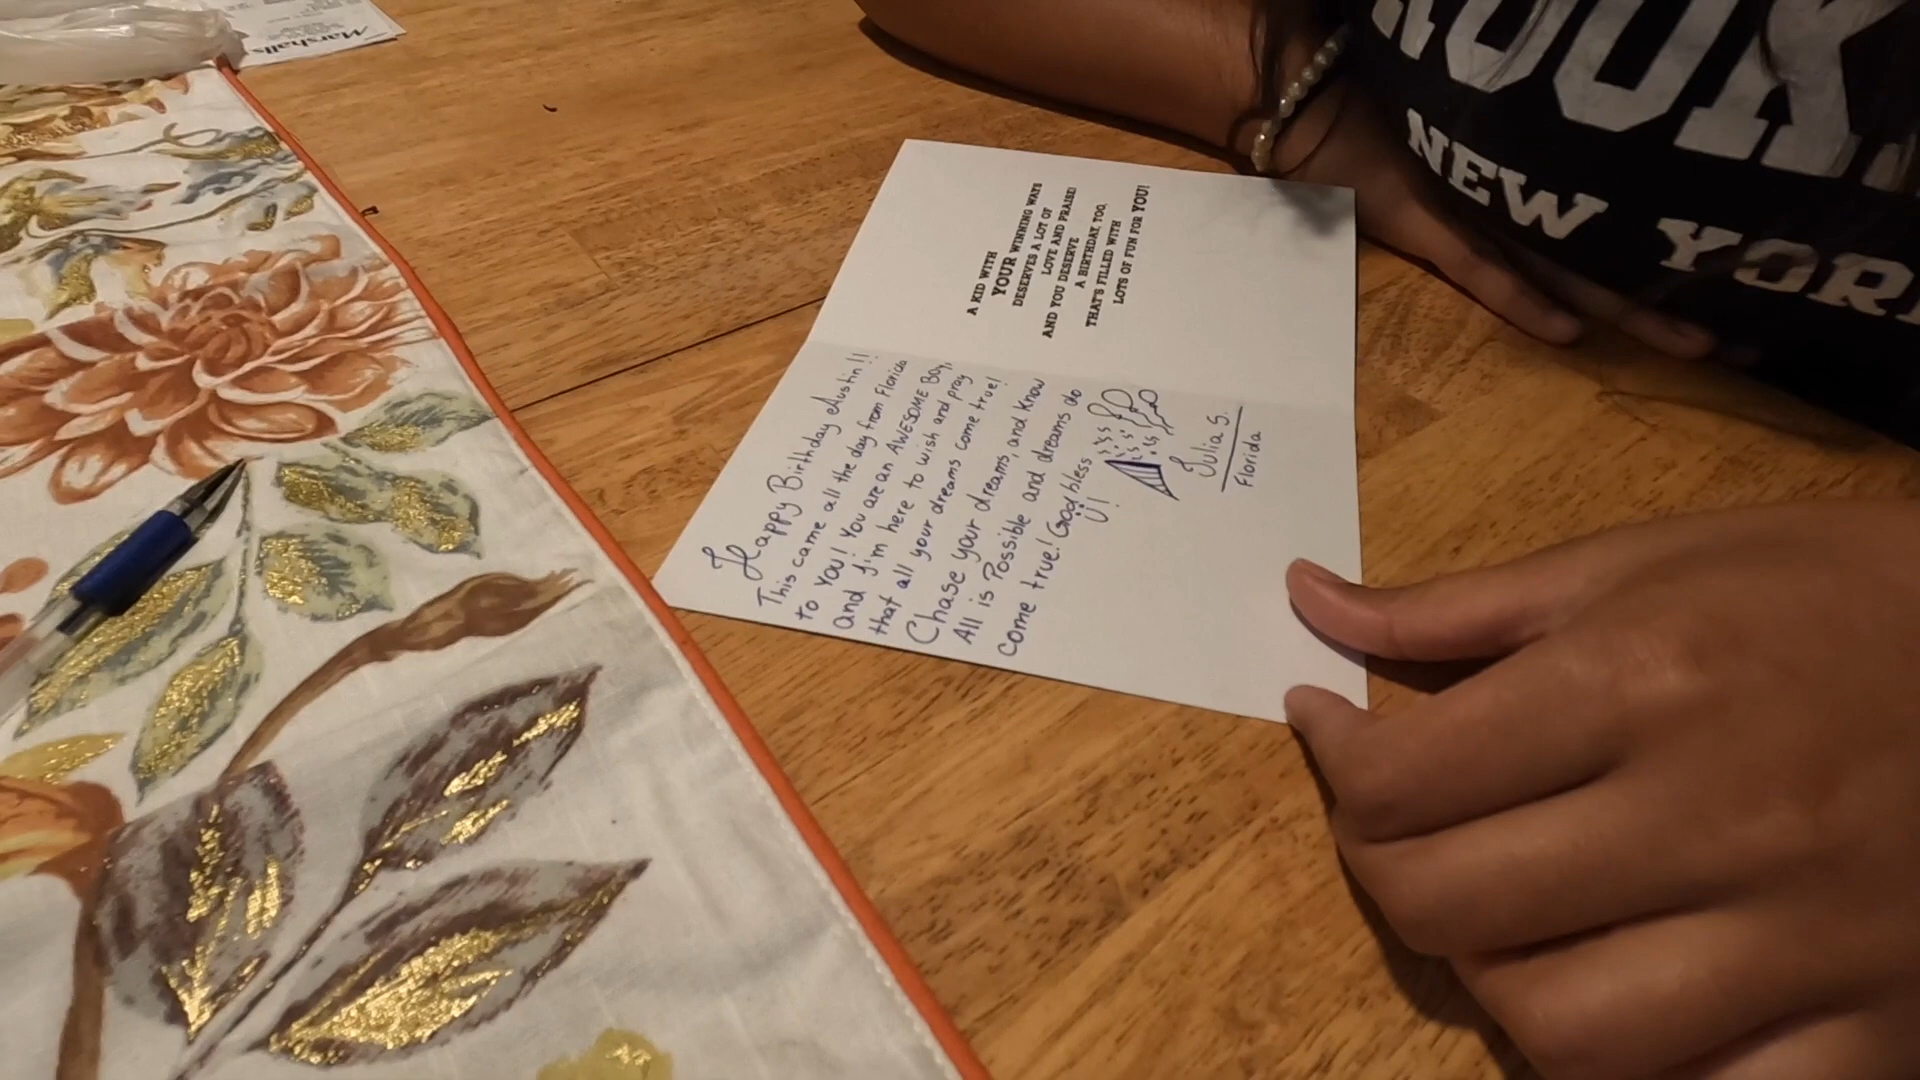 Marshalls
A KID WITH
YOUR WINNING WAYS
DESERVES A LOT OF
LOVE AND PRAISE!
AND YOU DESERVE
A BIRTHDAY, TOO,
THAT'S FILLED WITH
LOTS OF FUN FOR YOU!
Happy Birthday Austin!!
This came all the day from Florida
to YOU! You are an AWESOME Boy,
and I'm here to wish and pray
that all your dreams come true!
Chase your dreams, and Know
All is Possible and dreams do
come true! God bless
U!
Julia S.
Florida
NEW YOR